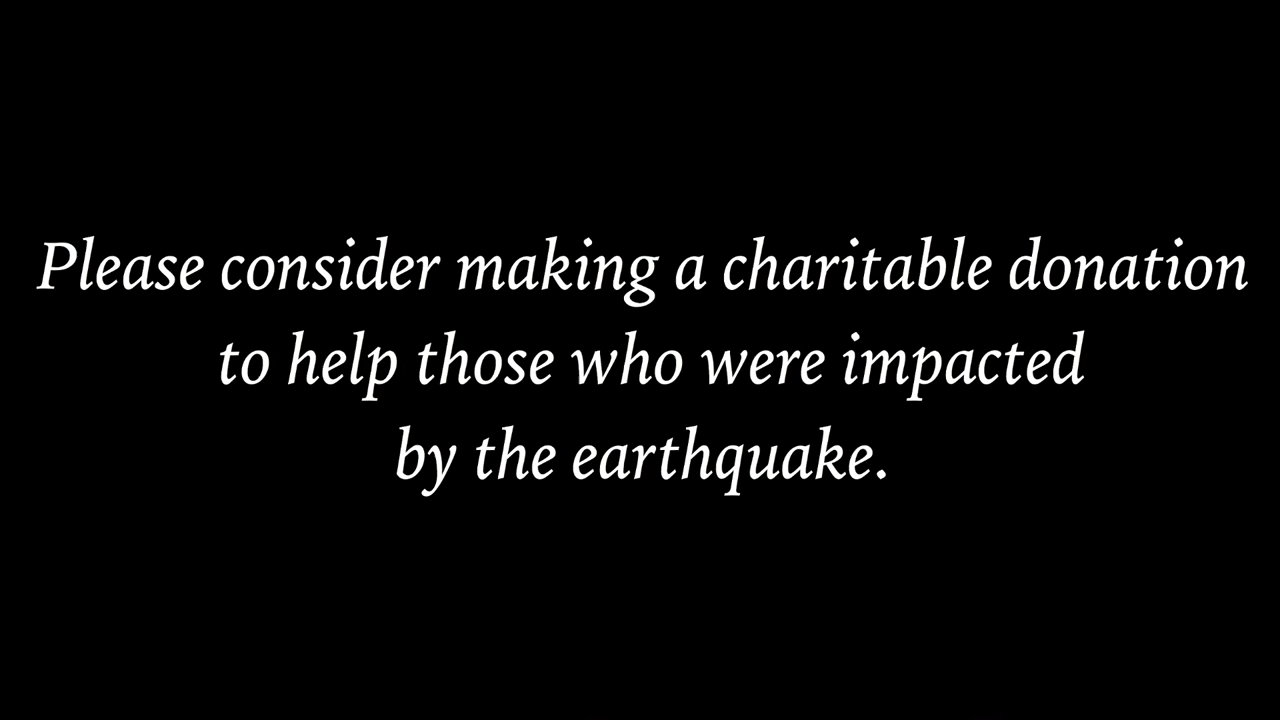 Please consider making a charitable donation
to help those who were impacted
by the earthquake.